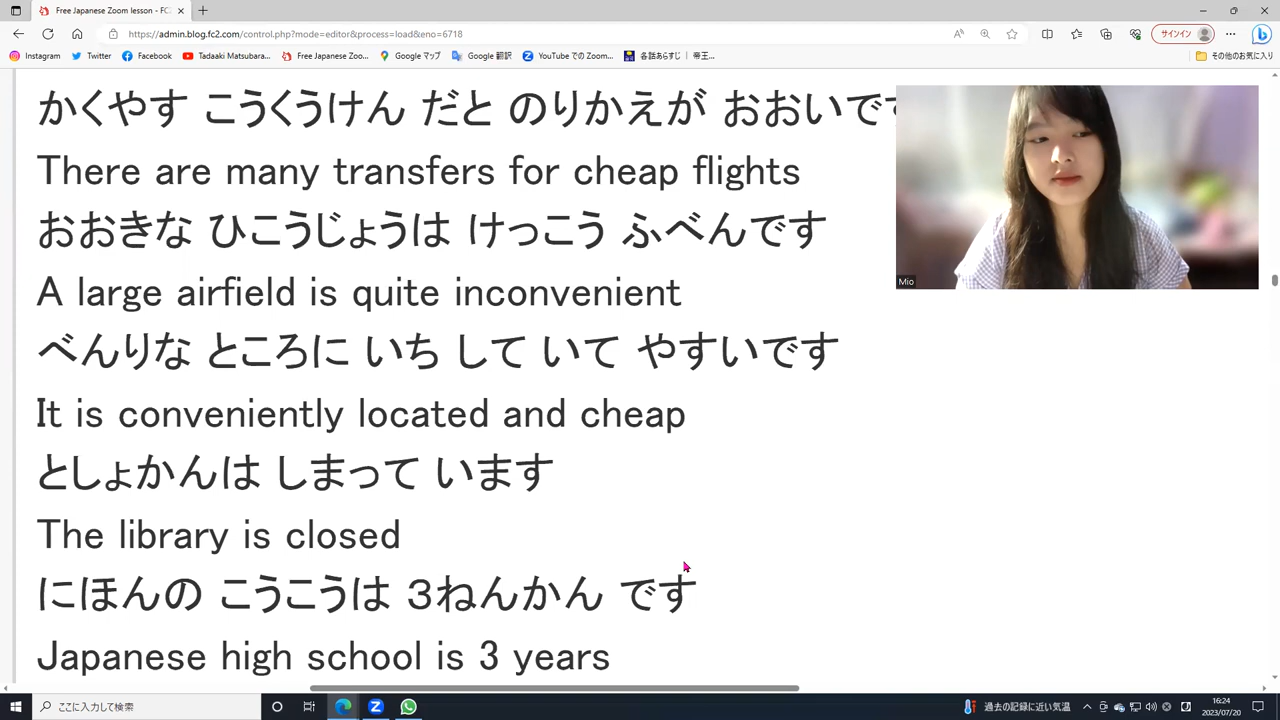 Free Japanese Zoom lesson - FC2
https://admin.blog.fc2.com/control.php?mode=editor&process=load&eno=6718
サインイン
Instagram Twitter Facebook Tadaaki Matsubara... Free Japanese Zoo... Google マップ Google 翻訳 YouTube での Zoom... 各話あらすじ | 帝王... その他のお気に入り
かくやす こうくうけん だと のりかえが おおいです
There are many transfers for cheap flights
おおきな ひこうじょうは けっこう ふべんです
A large airfield is quite inconvenient
べんりな ところに いち して いて やすいです
It is conveniently located and cheap
としょかんは しまって います
The library is closed
にほんの こうこうは 3ねんかん です
Japanese high school is 3 years
Mio
ここに入力して検索
過去の記録に近い気温
16:24
2023/07/20